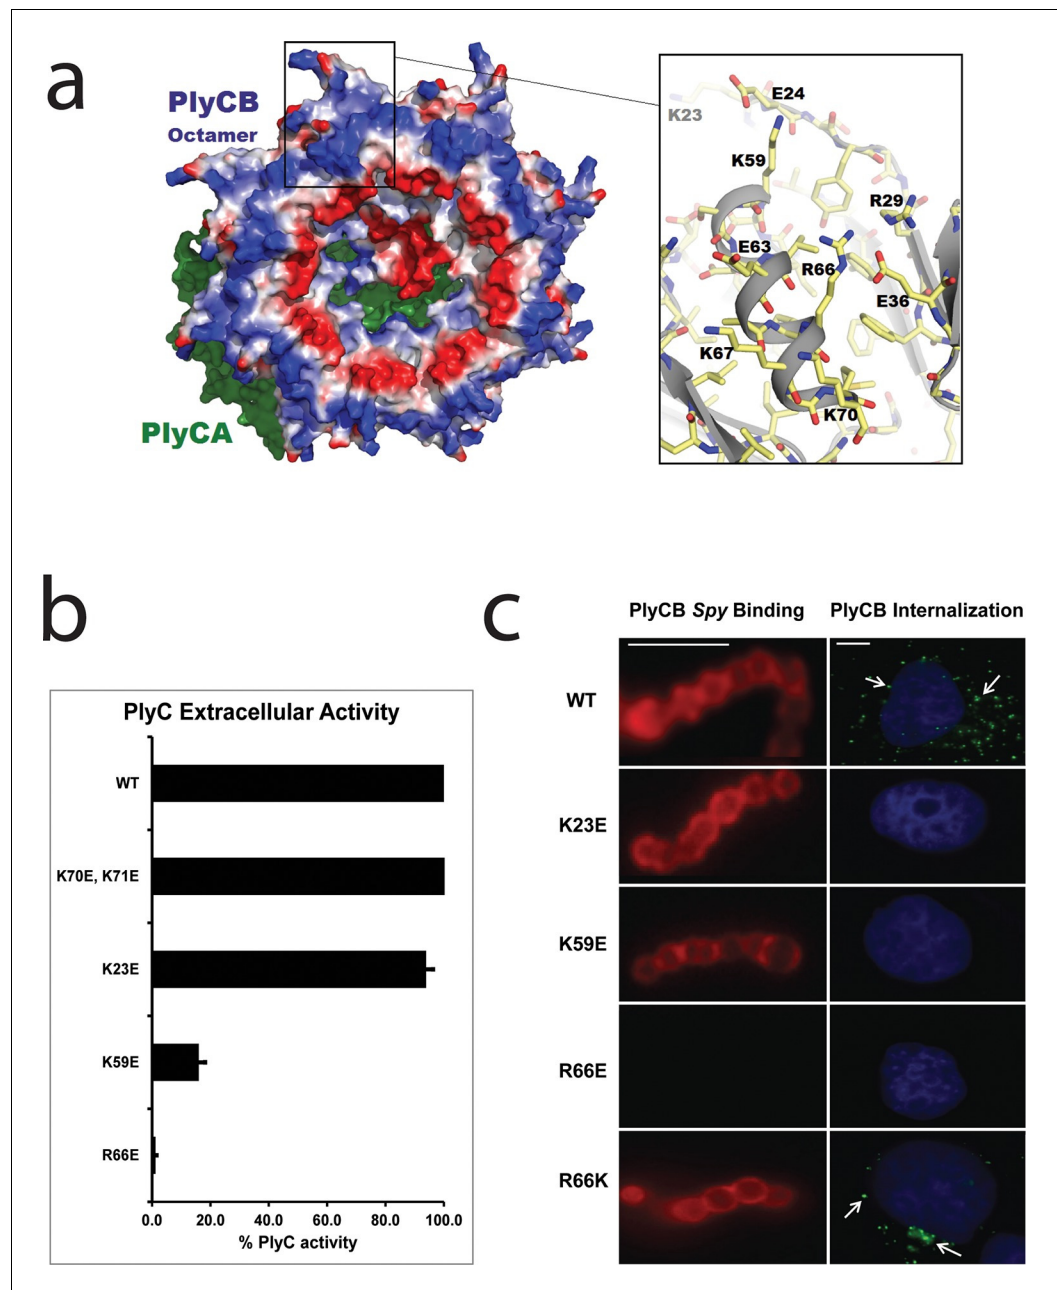 a
PlyCB
Octamer
PlyCA
K23
E24
K59
R29
E63
R66
E36
K67
K70
b
PlyC Extracellular Activity
WT
K70E, K71E
K23E
K59E
R66E
0.0 20.0 40.0 60.0 80.0 100.0
% PlyC activity
c
PlyCB Spy Binding PlyCB Internalization
WT
K23E
K59E
R66E
R66K